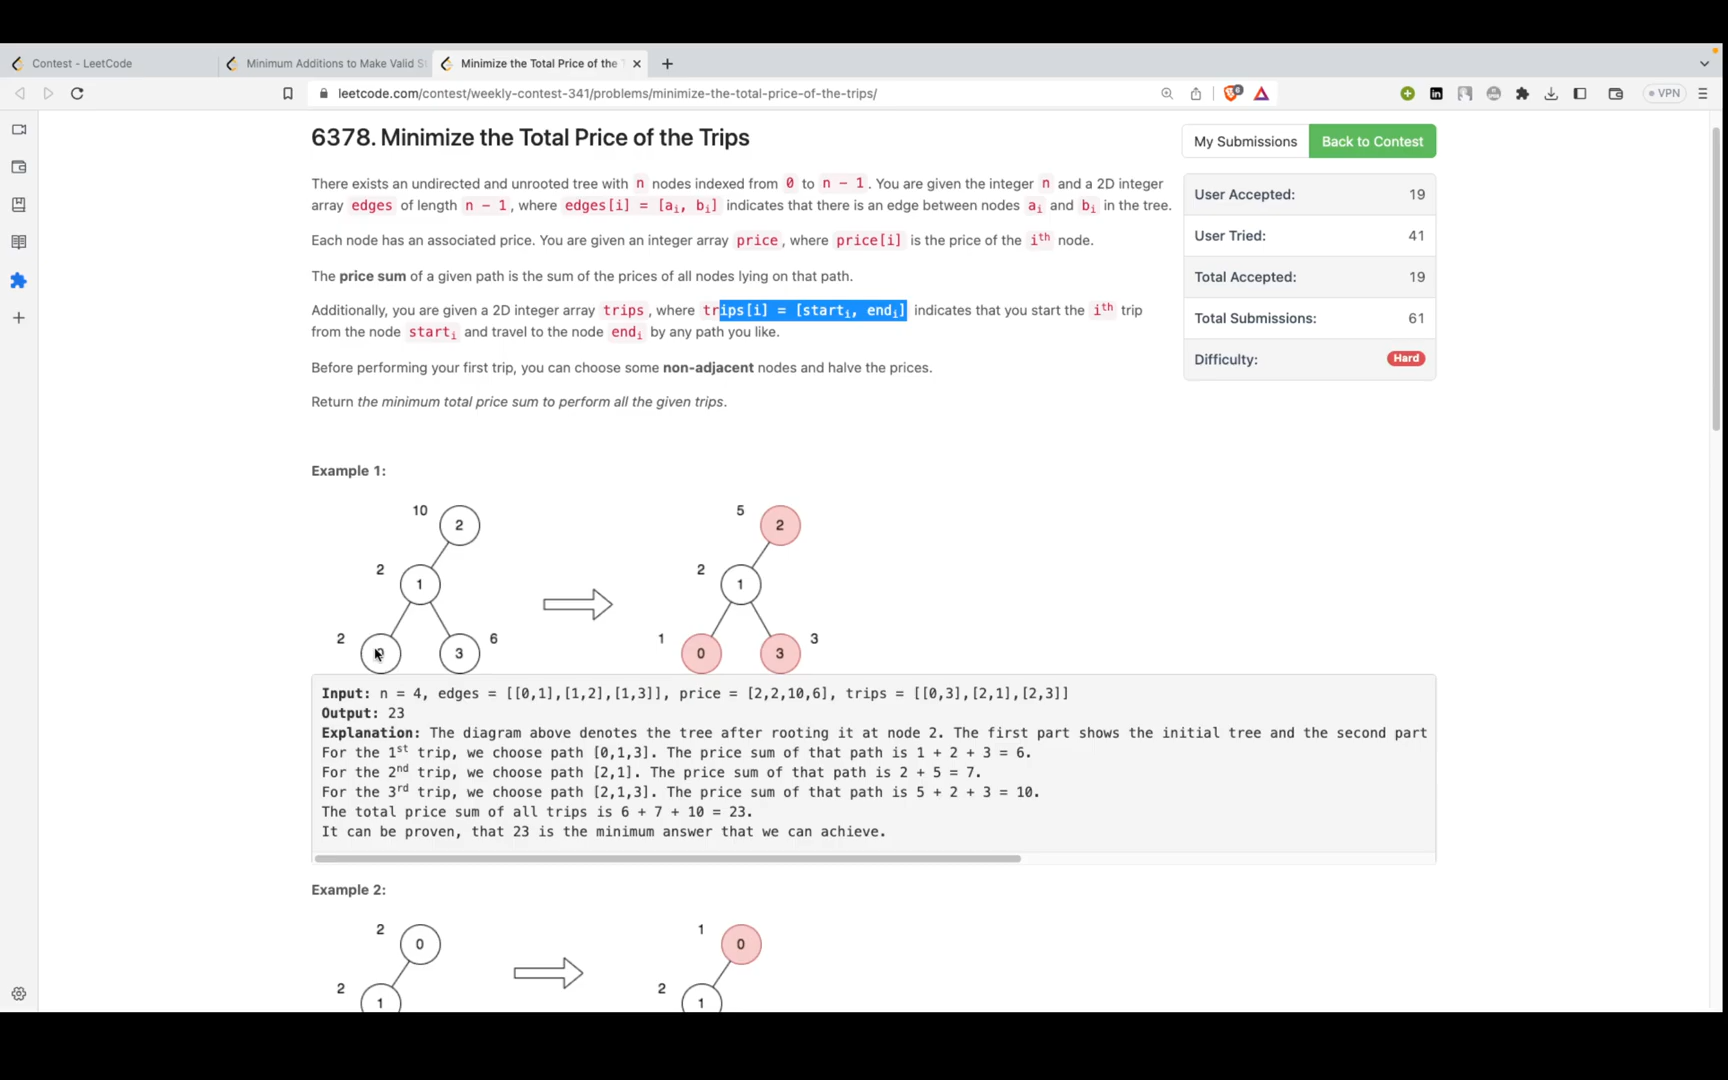 Contest - LeetCode
Minimum Additions to Make Valid S
Minimize the Total Price of the T
leetcode.com/contest/weekly-contest-341/problems/minimize-the-total-price-of-the-trips/
6
VPN
6378. Minimize the Total Price of the Trips
My Submissions
Back to Contest
There exists an undirected and unrooted tree with n nodes indexed from 0 to n - 1. You are given the integer n and a 2D integer
array edges of length n - 1, where edges[i] = [ai, bi] indicates that there is an edge between nodes ai and bi in the tree.
Each node has an associated price. You are given an integer array price, where price[i] is the price of the ith node.
The price sum of a given path is the sum of the prices of all nodes lying on that path.
Additionally, you are given a 2D integer array trips, where trips[i] = [starti, endi] indicates that you start the ith trip
from the node starti and travel to the node endi by any path you like.
Before performing your first trip, you can choose some non-adjacent nodes and halve the prices.
Return the minimum total price sum to perform all the given trips.
User Accepted: 19
User Tried: 41
Total Accepted: 19
Total Submissions: 61
Difficulty: Hard
Example 1:
10 2 5 2
2 1 2 1
2 3 6 1 0 3 3
Input: n = 4, edges = [[0,1],[1,2],[1,3]], price = [2,2,10,6], trips = [[0,3],[2,1],[2,3]]
Output: 23
Explanation: The diagram above denotes the tree after rooting it at node 2. The first part shows the initial tree and the second part
For the 1st trip, we choose path [0,1,3]. The price sum of that path is 1 + 2 + 3 = 6.
For the 2nd trip, we choose path [2,1]. The price sum of that path is 2 + 5 = 7.
For the 3rd trip, we choose path [2,1,3]. The price sum of that path is 5 + 2 + 3 = 10.
The total price sum of all trips is 6 + 7 + 10 = 23.
It can be proven, that 23 is the minimum answer that we can achieve.
Example 2:
2 0 1 0
2 1 2 1